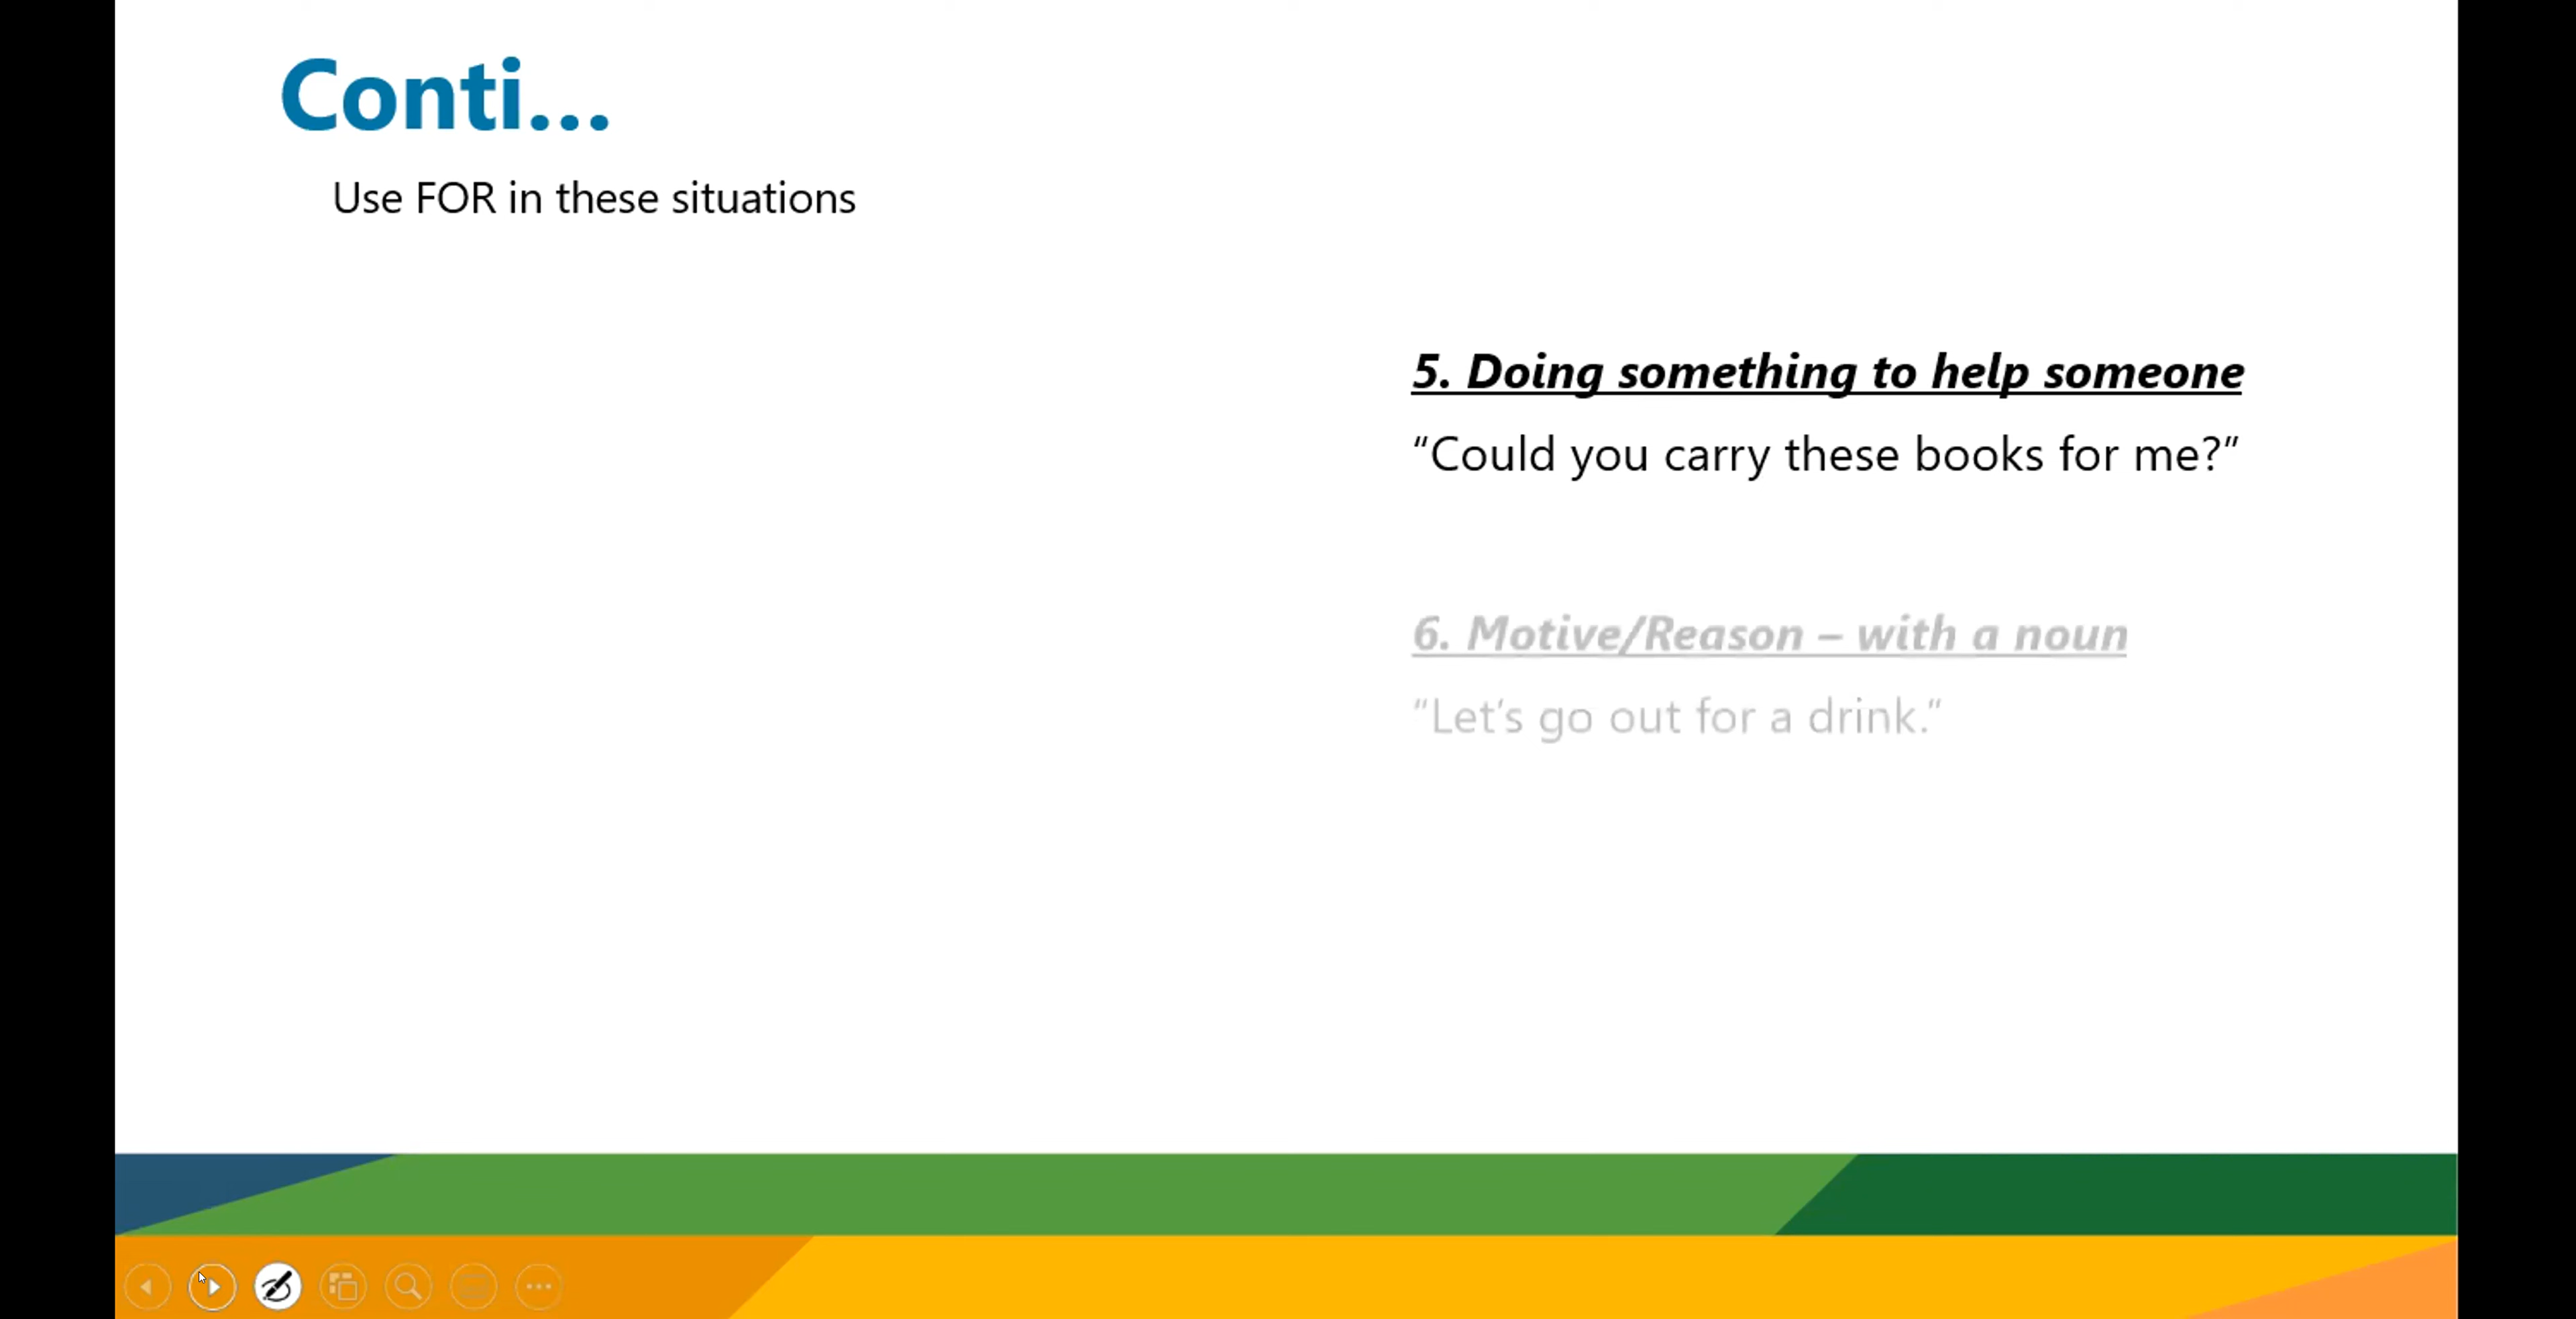 Conti...
Use FOR in these situations
5. Doing something to help someone
“Could you carry these books for me?”
6. Motive/Reason – with a noun
“Let’s go out for a drink.”